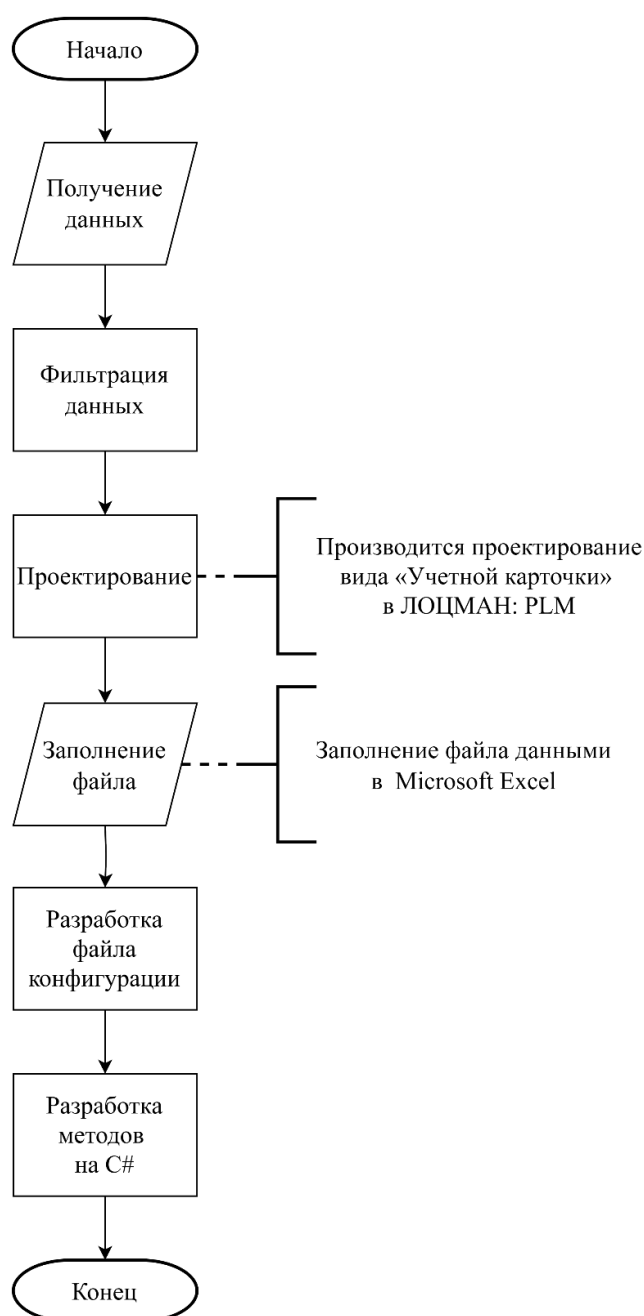 Начало
Получение
данных
Фильтрация
данных
Проектирование
Производится проектирование
вида «Учетной карточки»
в ЛОЦМАН: PLM
Заполнение
файла
Заполнение файла данными
в Microsoft Excel
Разработка
файла
конфигурации
Разработка
методов
на C#
Конец